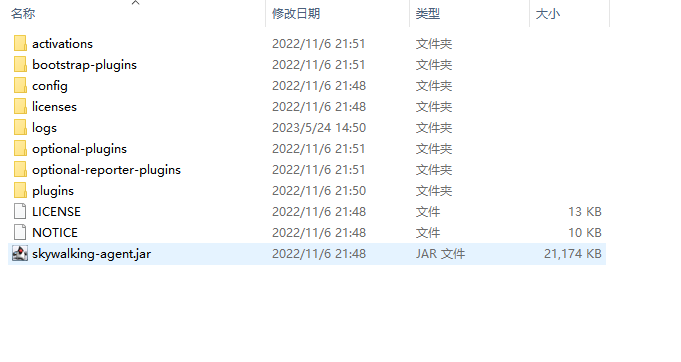 名称 修改日期 类型 大小
activations 2022/11/6 21:51 文件夹
bootstrap-plugins 2022/11/6 21:51 文件夹
config 2022/11/6 21:48 文件夹
licenses 2022/11/6 21:48 文件夹
logs 2023/5/24 14:50 文件夹
optional-plugins 2022/11/6 21:51 文件夹
optional-reporter-plugins 2022/11/6 21:51 文件夹
plugins 2022/11/6 21:50 文件夹
LICENSE 2022/11/6 21:48 文件 13 KB
NOTICE 2022/11/6 21:48 文件 10 KB
skywalking-agent.jar 2022/11/6 21:48 JAR 文件 21,174 KB